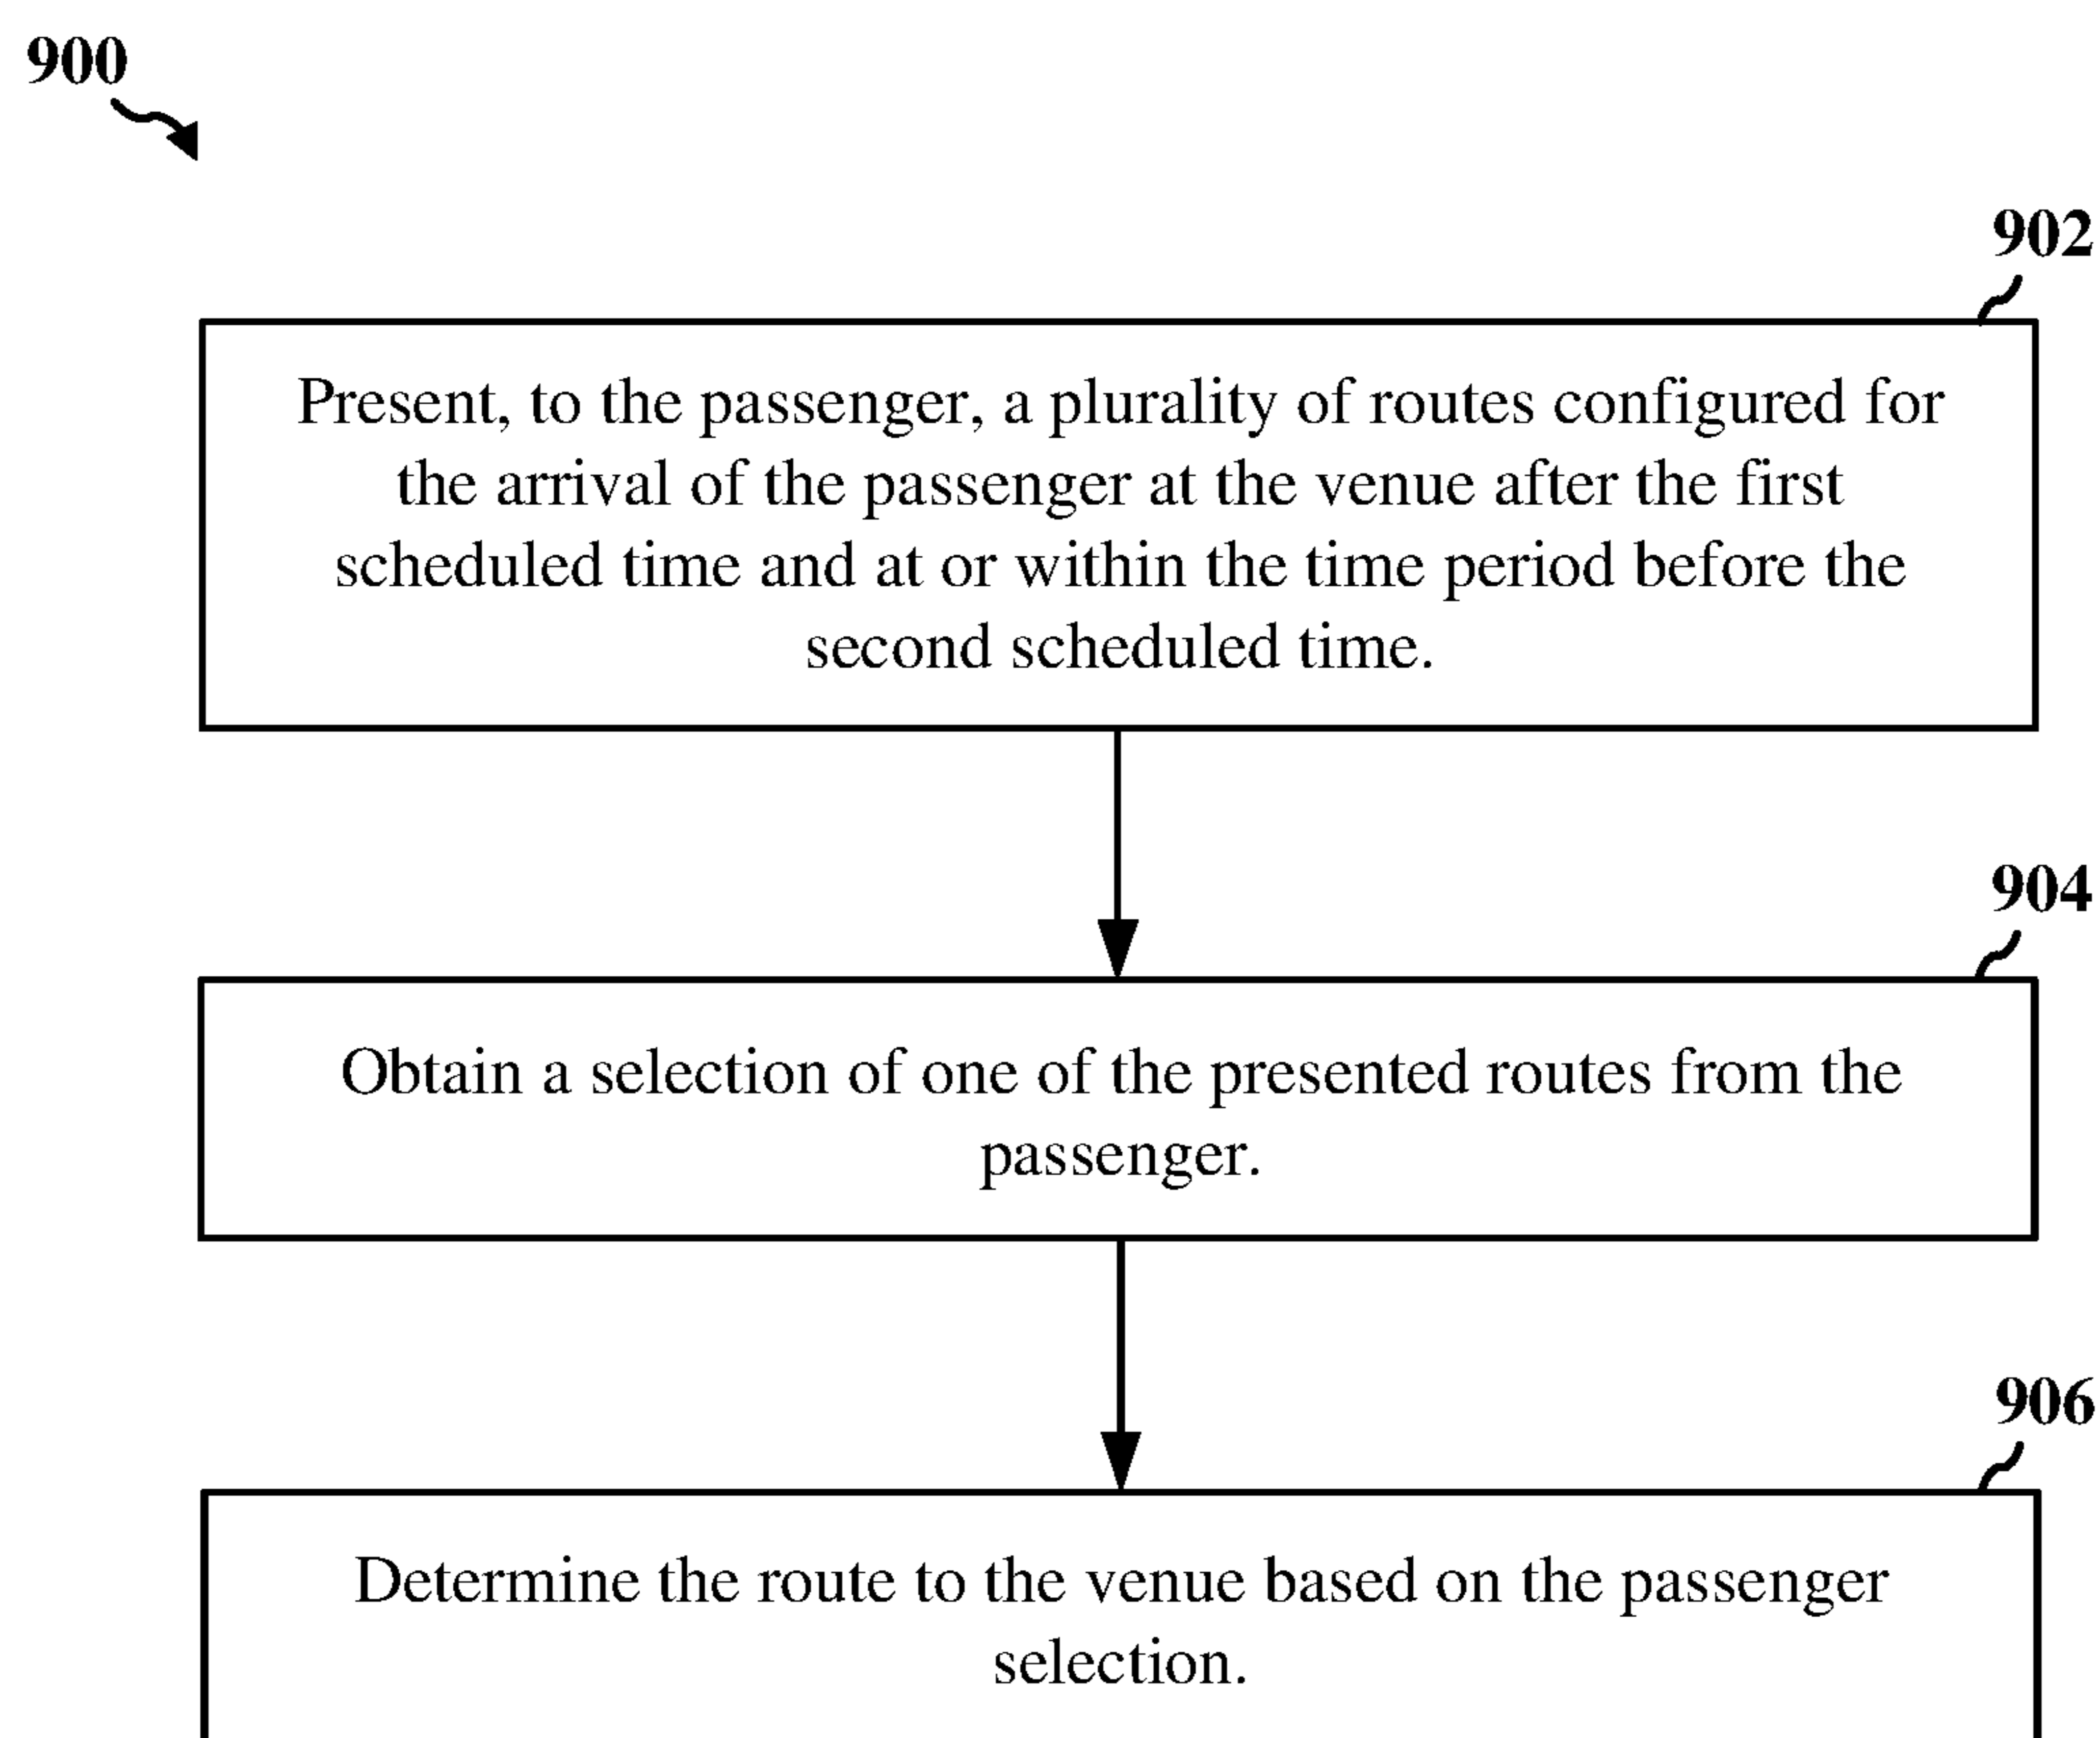 900
902
Present, to the passenger, a plurality of routes configured for
the arrival of the passenger at the venue after the first
scheduled time and at or within the time period before the
second scheduled time.
904
Obtain a selection of one of the presented routes from the
passenger.
906
Determine the route to the venue based on the passenger
selection.